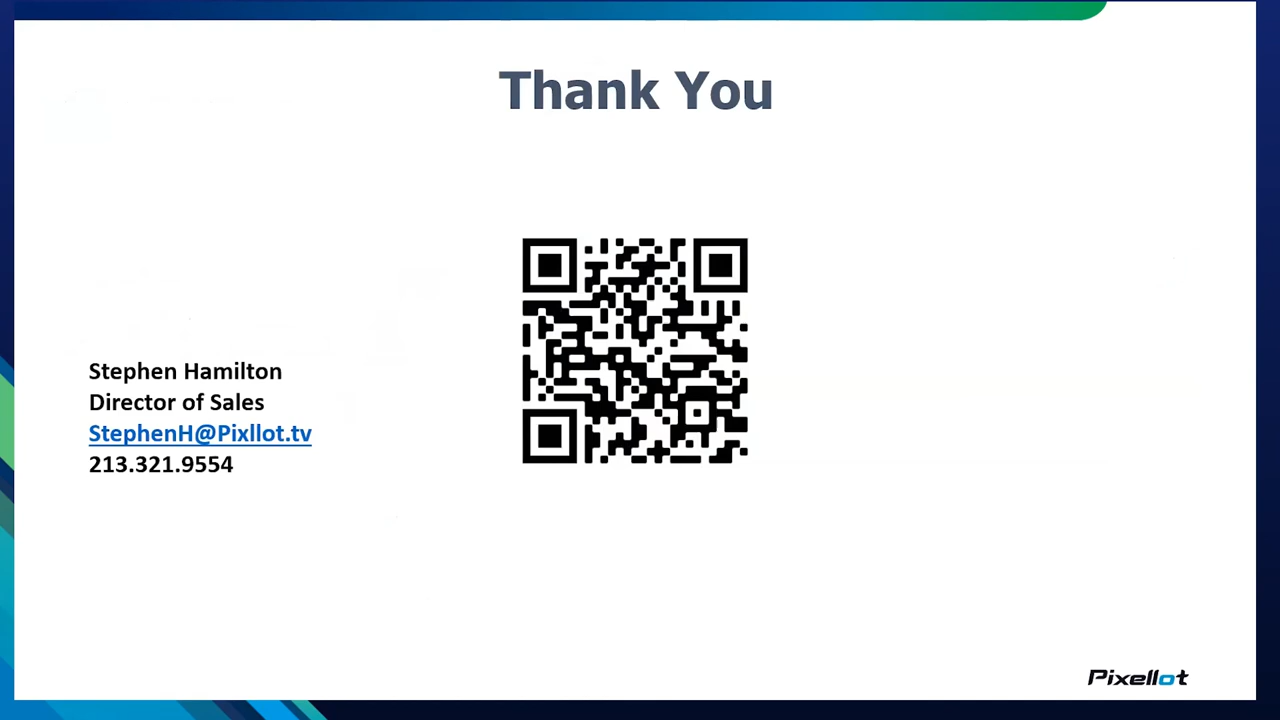 Thank You
Stephen Hamilton
Director of Sales
StephenH@Pixllot.tv
213.321.9554
Pixellot